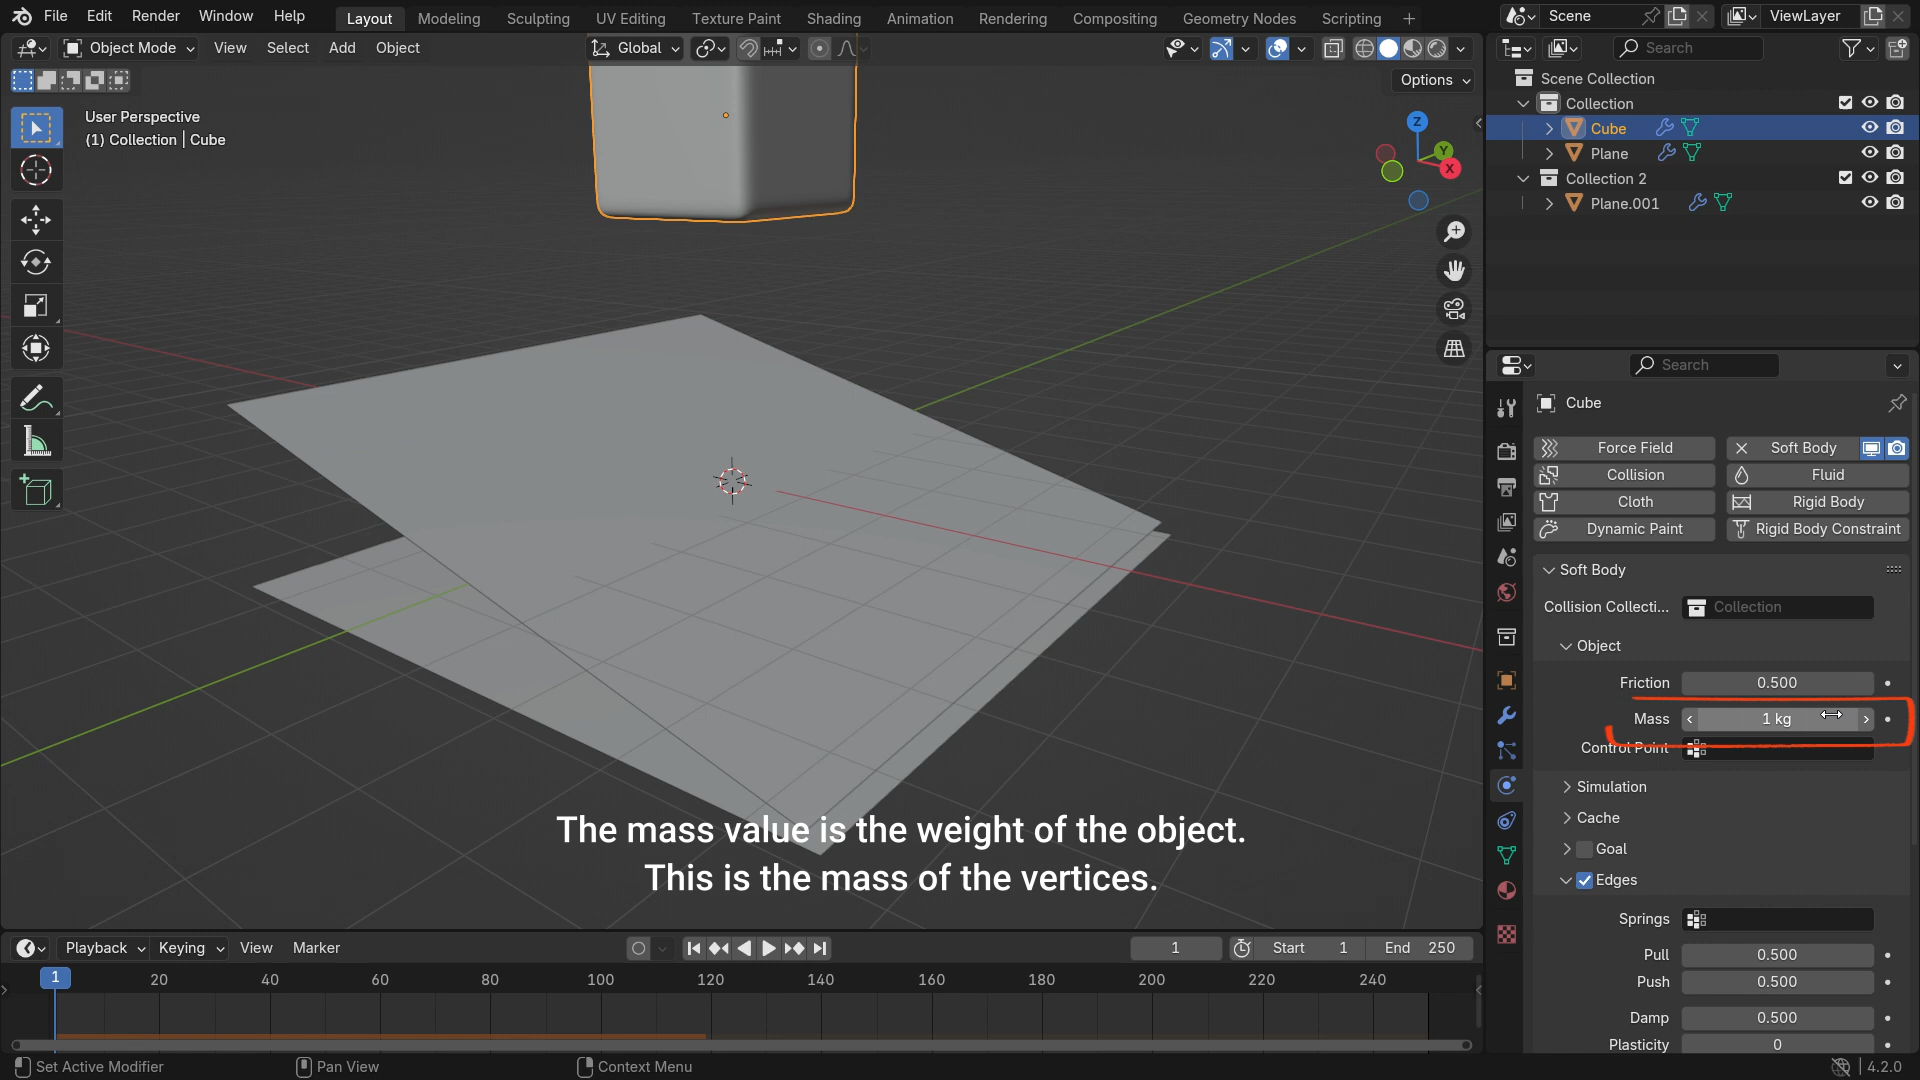 File Edit Render Window Help Layout Modeling Sculpting UV Editing Texture Paint Shading Animation Rendering Compositing Geometry Nodes Scripting + Scene ViewLayer
Object Mode View Select Add Object Global Search
Options
User Perspective
(1) Collection | Cube
Z
Y
X
Scene Collection
Collection
Cube
Plane
Collection 2
Plane.001
Search
Cube
Force Field Soft Body
Collision Fluid
Cloth Rigid Body
Dynamic Paint Rigid Body Constraint
Soft Body
Collision Collecti... Collection
Object
Friction 0.500
Mass 1 kg
Control Point
Simulation
Cache
Goal
Edges
Springs
Pull 0.500
Push 0.500
Damp 0.500
Plasticity 0
The mass value is the weight of the object.
This is the mass of the vertices.
Playback Keying View Marker 1 Start 1 End 250
1 20 40 60 80 100 120 140 160 180 200 220 240
Set Active Modifier Pan View Context Menu 4.2.0